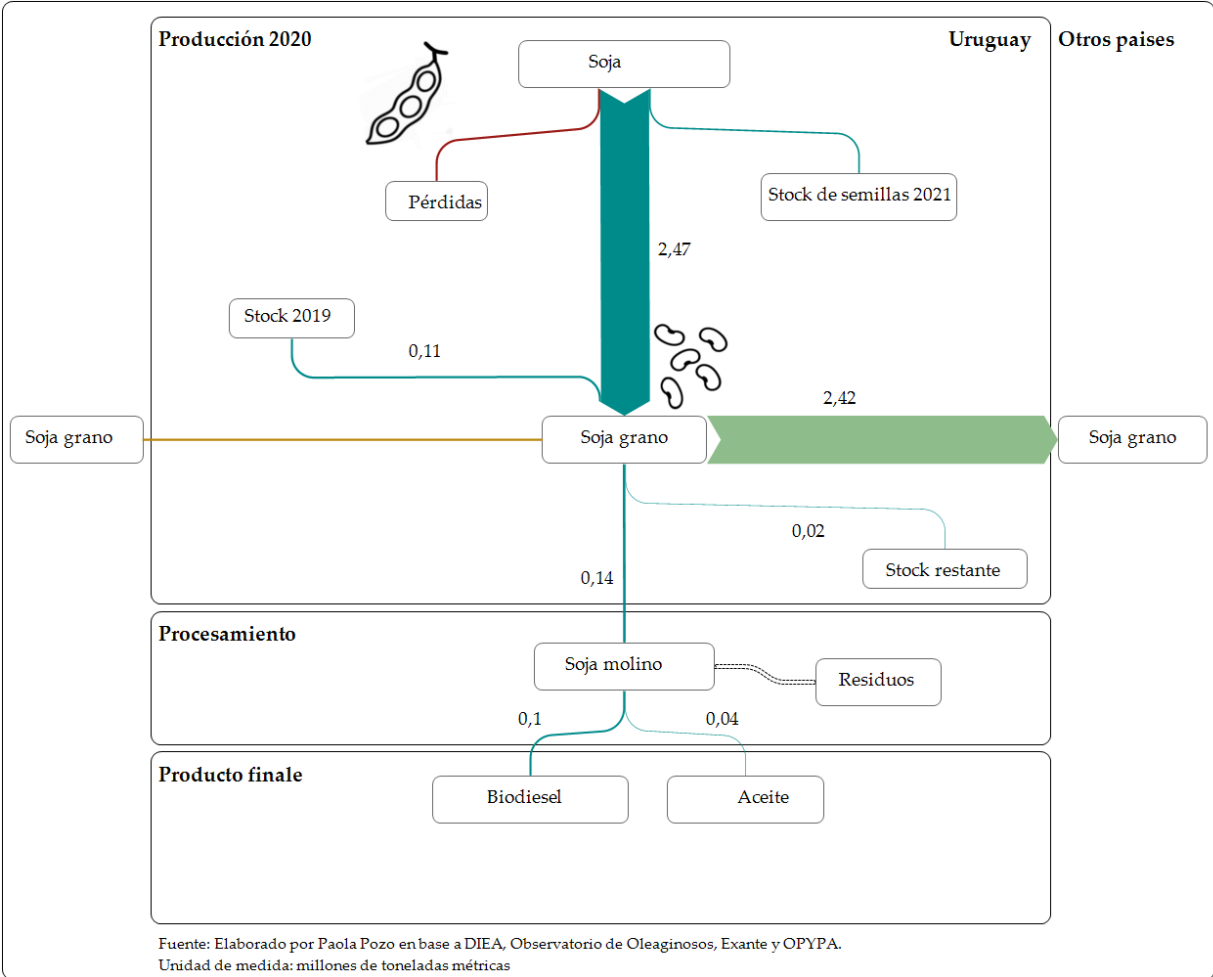 Producción 2020
Soja
Uruguay
Otros paises
Pérdidas
Stock de semillas 2021
2,47
Stock 2019
0,11
2,42
Soja grano
Soja grano
Soja grano
0,02
Stock restante
0,14
Procesamiento
Soja molino
Residuos
0,1
0,04
Producto finale
Biodiesel
Aceite
Fuente: Elaborado por Paola Pozo en base a DIEA, Observatorio de Oleaginosos, Exante y OPYPA.
Unidad de medida: millones de toneladas métricas